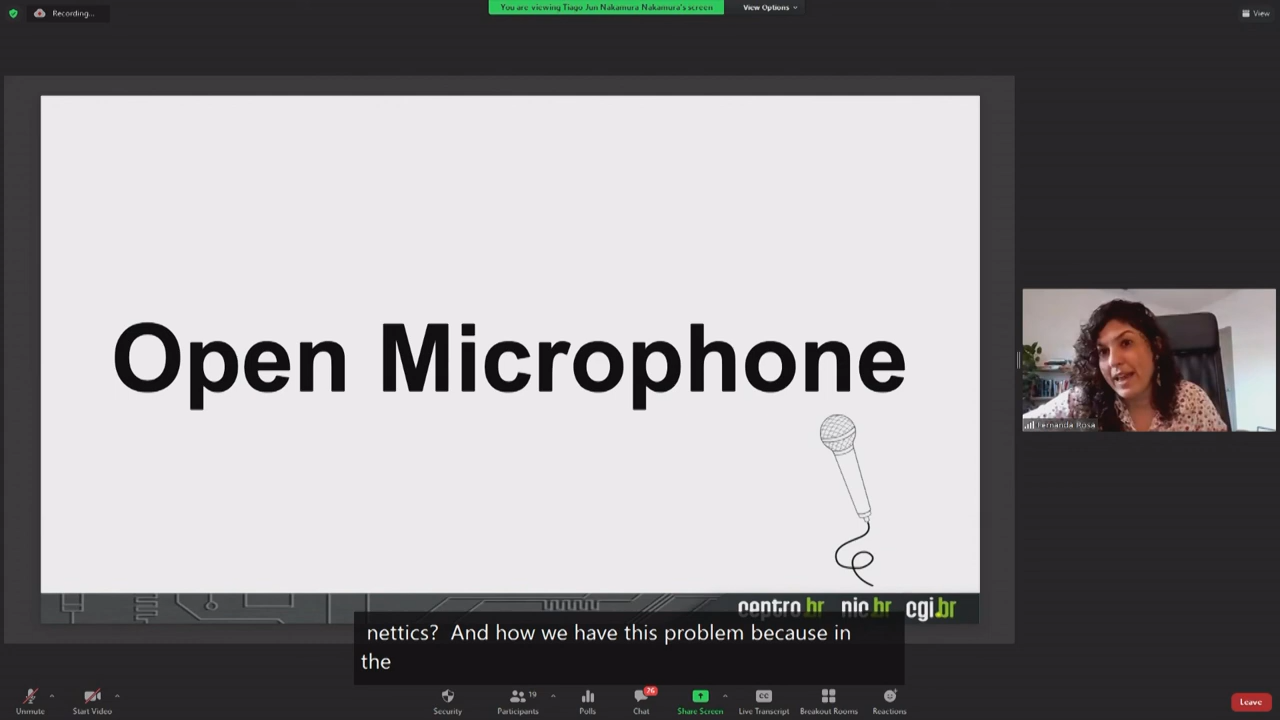 Recording...
You are viewing Tiago Jun Nakamura Nakamura's screen
View Options
View
Open Microphone
Fernanda Rosa
ceptro.br nic.br cgi.br
nettics? And how we have this problem because in
the
Unmute
Start Video
Security
Participants
19
Polls
Chat
26
Share Screen
CC
Live Transcript
Breakout Rooms
Reactions
Leave